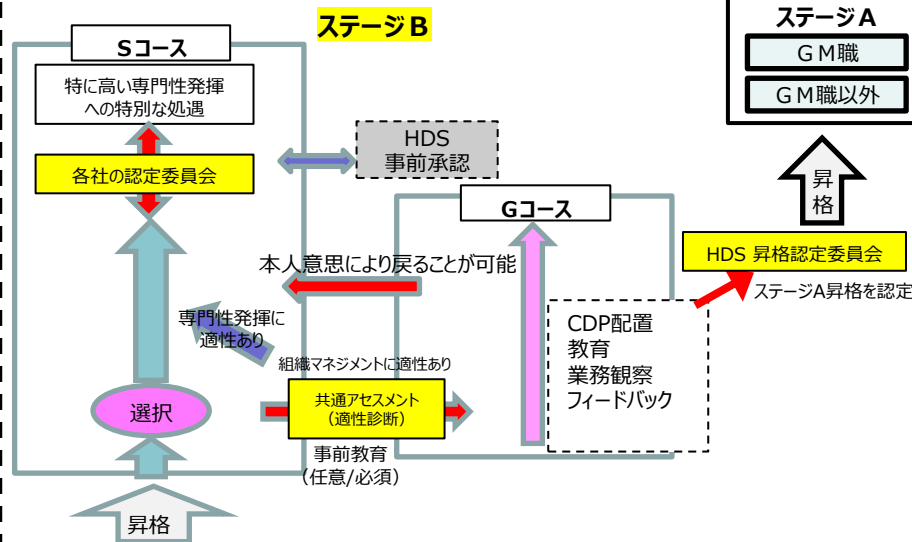 ステージB
ステージA
GM職
GM職以外
昇
格
Sコース
特に高い専門性発揮
への特別な処遇
各社の認定委員会
HDS
事前承認
Gコース
HDS 昇格認定委員会
ステージA昇格を認定
本人意思により戻ることが可能
専門性発揮に
適性あり
組織マネジメントに適性あり
共通アセスメント
（適性診断）
事前教育
（任意/必須）
CDP配置
教育
業務観察
フィードバック
選択
昇格